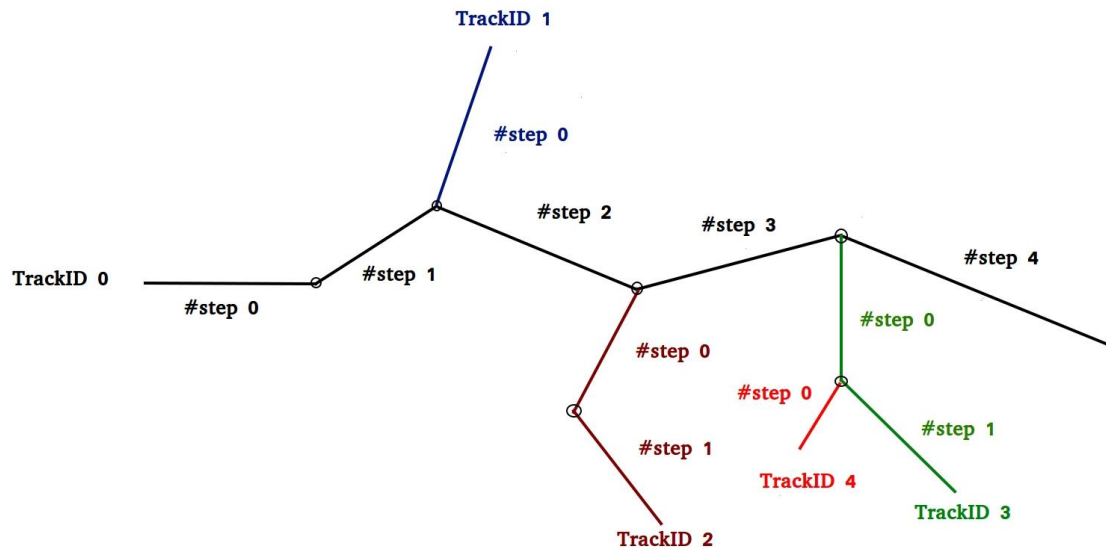 TrackID 1
#step 0
#step 2
#step 3
#step 4
TrackID 0
#step 1
#step 0
#step 0
#step 0
#step 0
#step 1
#step 1
TrackID 4
TrackID 3
TrackID 2